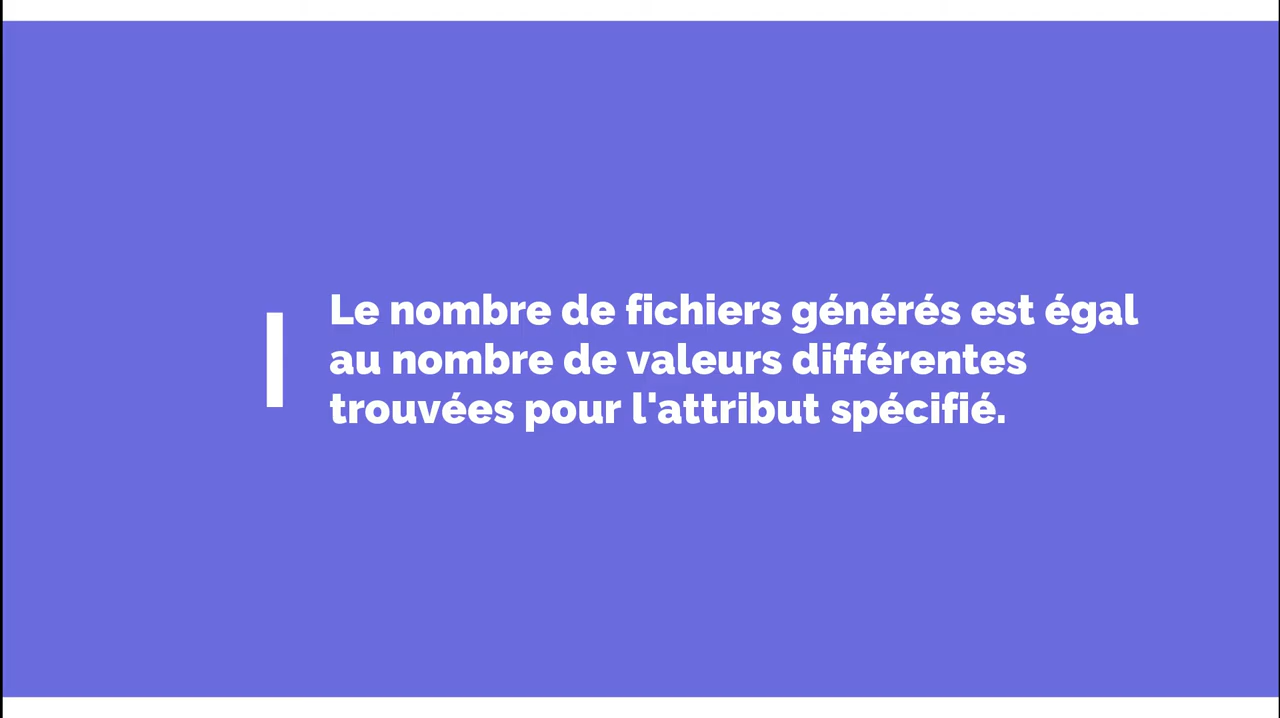 Le nombre de fichiers générés est égal
au nombre de valeurs différentes
trouvées pour l'attribut spécifié.